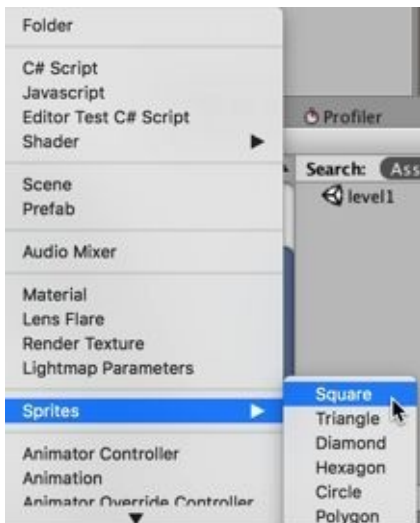 Folder
C# Script
Javascript
Editor Test C# Script
Shader
Scene
Prefab
Audio Mixer
Material
Lens Flare
Render Texture
Lightmap Parameters
Sprites
Animator Controller
Animation
Animator Override Controller
Profiler
Search: Ass
level1
Square
Triangle
Diamond
Hexagon
Circle
Polygon